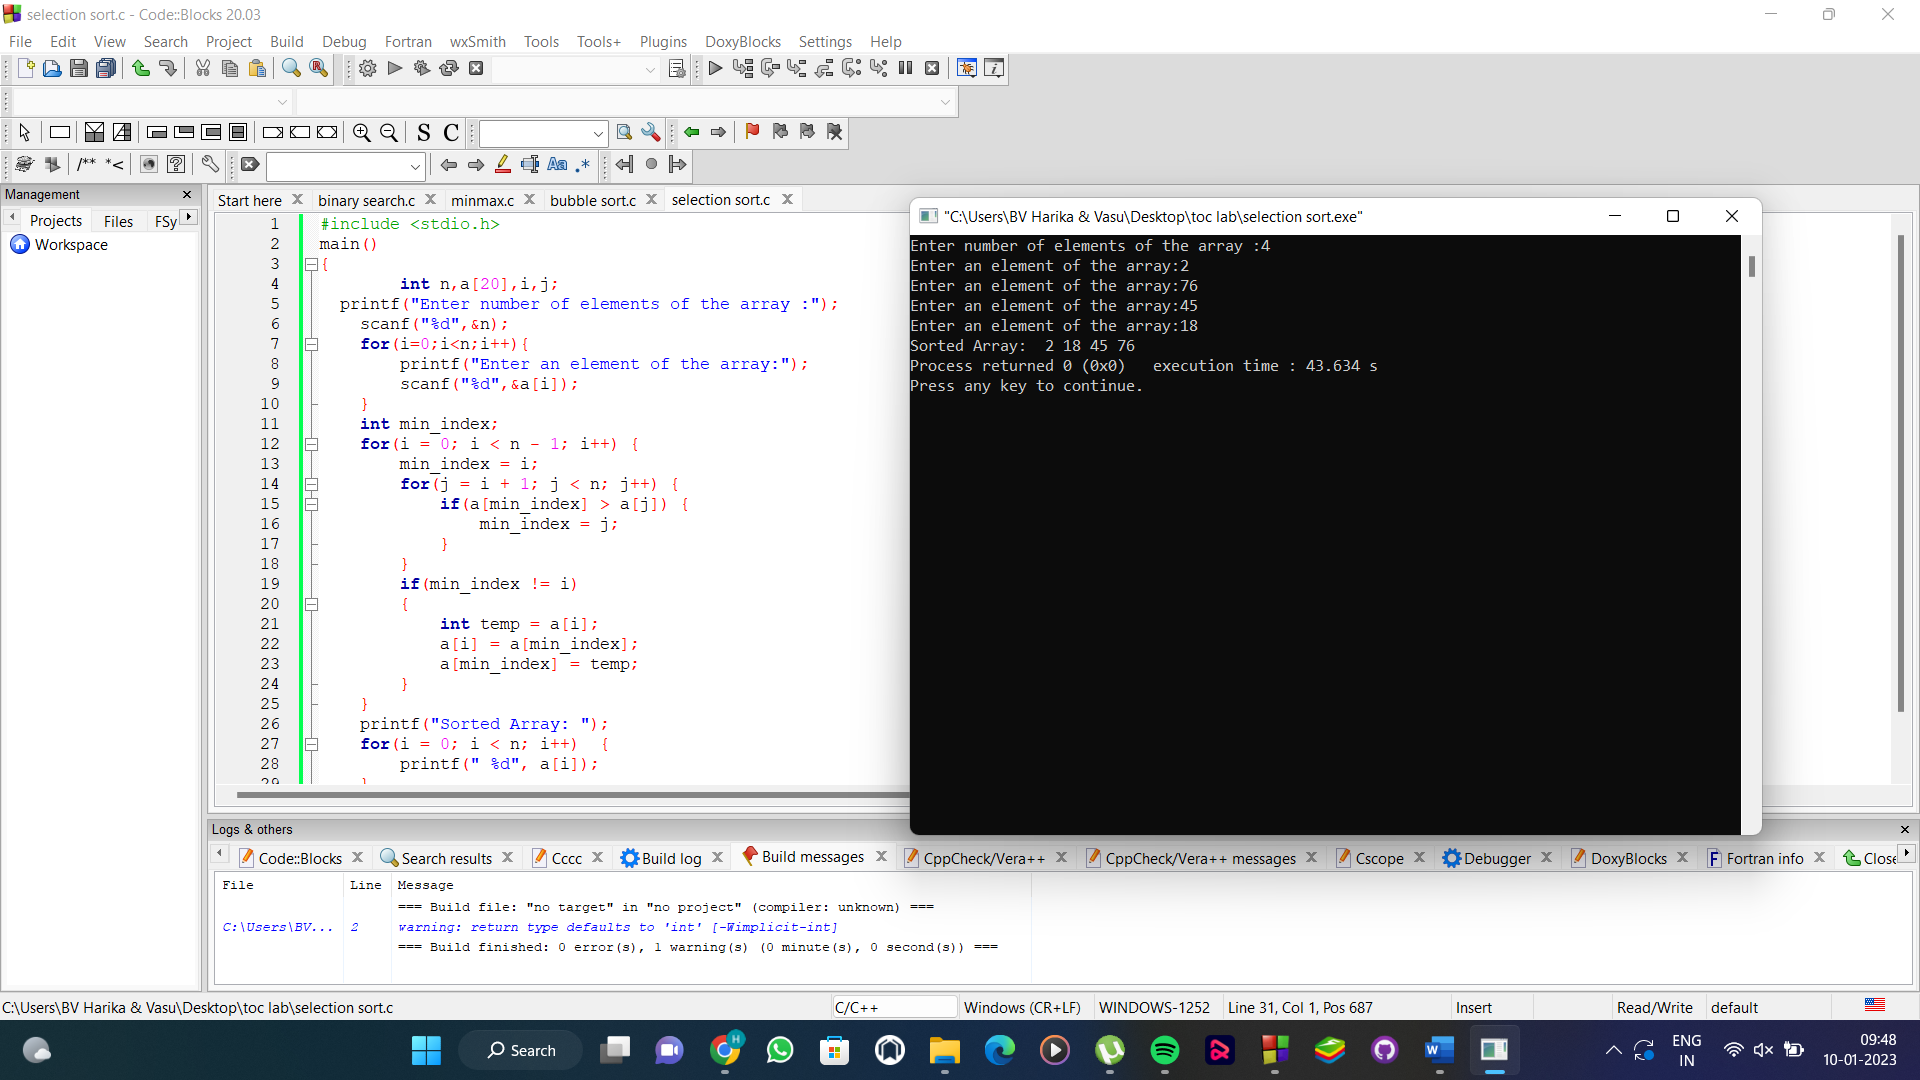 selection sort.c - Code::Blocks 20.03
File Edit View Search Project Build Debug Fortran wxSmith Tools Tools+ Plugins DoxyBlocks Settings Help
S C
/** *<
Aa .*
Management
Projects Files FSy
Workspace
Start here binary search.c minmax.c bubble sort.c selection sort.c
1 #include <stdio.h>
2 main()
3 {
4 int n,a[20],i,j;
5 printf("Enter number of elements of the array :");
6 scanf("%d",&n);
7 for(i=0;i<n;i++){
8 printf("Enter an element of the array:");
9 scanf("%d",&a[i]);
10 }
11 int min_index;
12 for(i = 0; i < n - 1; i++) {
13 min_index = i;
14 for(j = i + 1; j < n; j++) {
15 if(a[min_index] > a[j]) {
16 min_index = j;
17 }
18 }
19 if(min_index != i)
20 {
21 int temp = a[i];
22 a[i] = a[min_index];
23 a[min_index] = temp;
24 }
25 }
26 printf("Sorted Array: ");
27 for(i = 0; i < n; i++)  {
28 printf(" %d", a[i]);
29 }
"C:\Users\BV Harika & Vasu\Desktop\toc lab\selection sort.exe"
Enter number of elements of the array :4
Enter an element of the array:2
Enter an element of the array:76
Enter an element of the array:45
Enter an element of the array:18
Sorted Array:  2 18 45 76
Process returned 0 (0x0)   execution time : 43.634 s
Press any key to continue.
Logs & others
Code::Blocks Search results Cccc Build log Build messages CppCheck/Vera++ CppCheck/Vera++ messages Cscope Debugger DoxyBlocks Fortran info Close
File Line Message
=== Build file: "no target" in "no project" (compiler: unknown) ===
C:\Users\BV... 2 warning: return type defaults to 'int' [-Wimplicit-int]
=== Build finished: 0 error(s), 1 warning(s) (0 minute(s), 0 second(s)) ===
C:\Users\BV Harika & Vasu\Desktop\toc lab\selection sort.c C/C++ Windows (CR+LF) WINDOWS-1252 Line 31, Col 1, Pos 687 Insert Read/Write default
Search
ENG
IN
09:48
10-01-2023